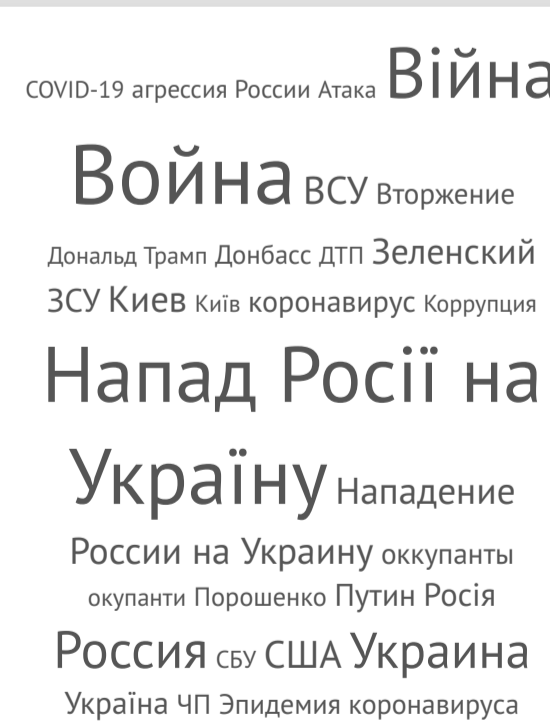 COVID-19 агрессия России Атака Війна
Война ВСУ Вторжение
Дональд Трамп Донбасс ДТП Зеленский
ЗСУ Киев Київ коронавирус Коррупция
Напад Росії на
Україну Нападение
России на Украину оккупанты
окупанти Порошенко Путин Росія
Россия СБУ США Украина
Україна ЧП Эпидемия коронавируса